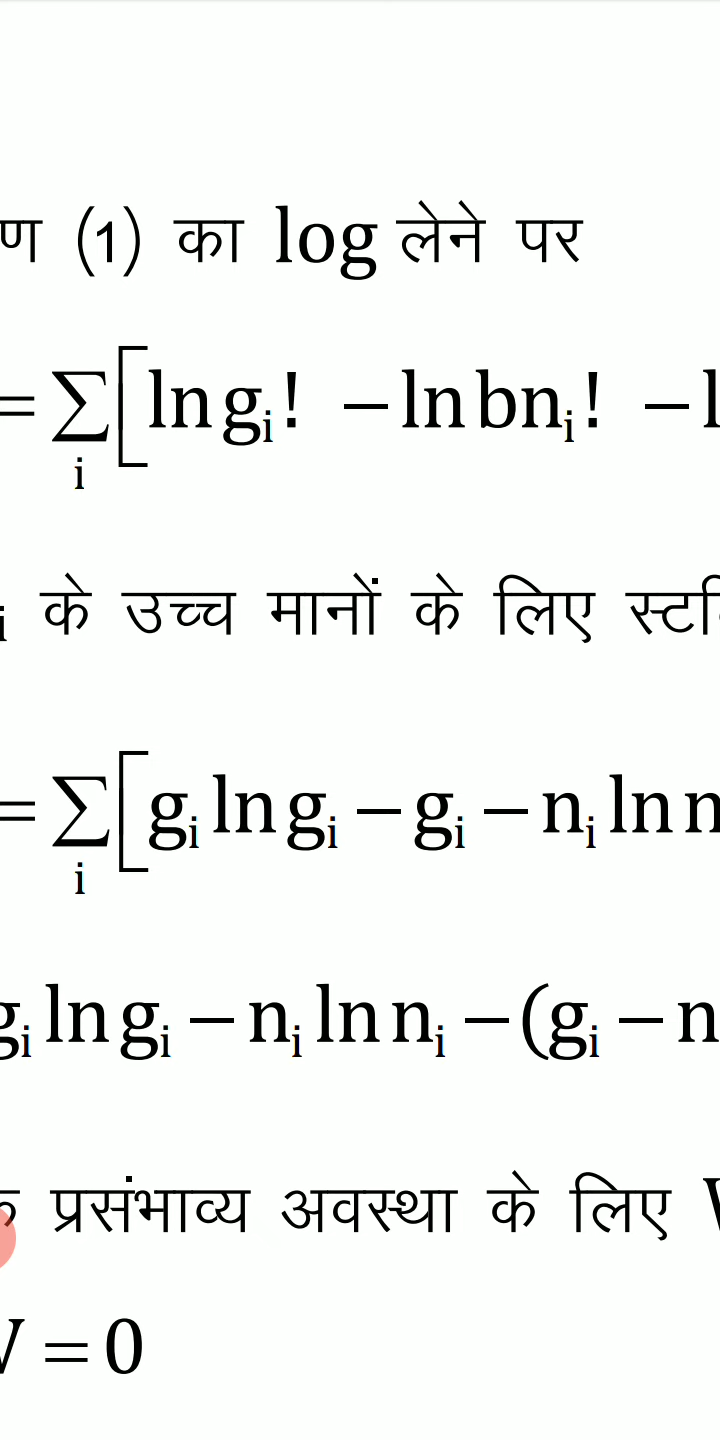 ण (1) का log लेने पर
= ∑ᵢ [ln gᵢ! − ln bnᵢ! −
i के उच्च मानों के लिए
= ∑ᵢ [gᵢ ln gᵢ − gᵢ − nᵢ ln n
gᵢ ln gᵢ − nᵢ ln nᵢ − (gᵢ − n
प्रसंभाव्य अवस्था के लिए
= 0